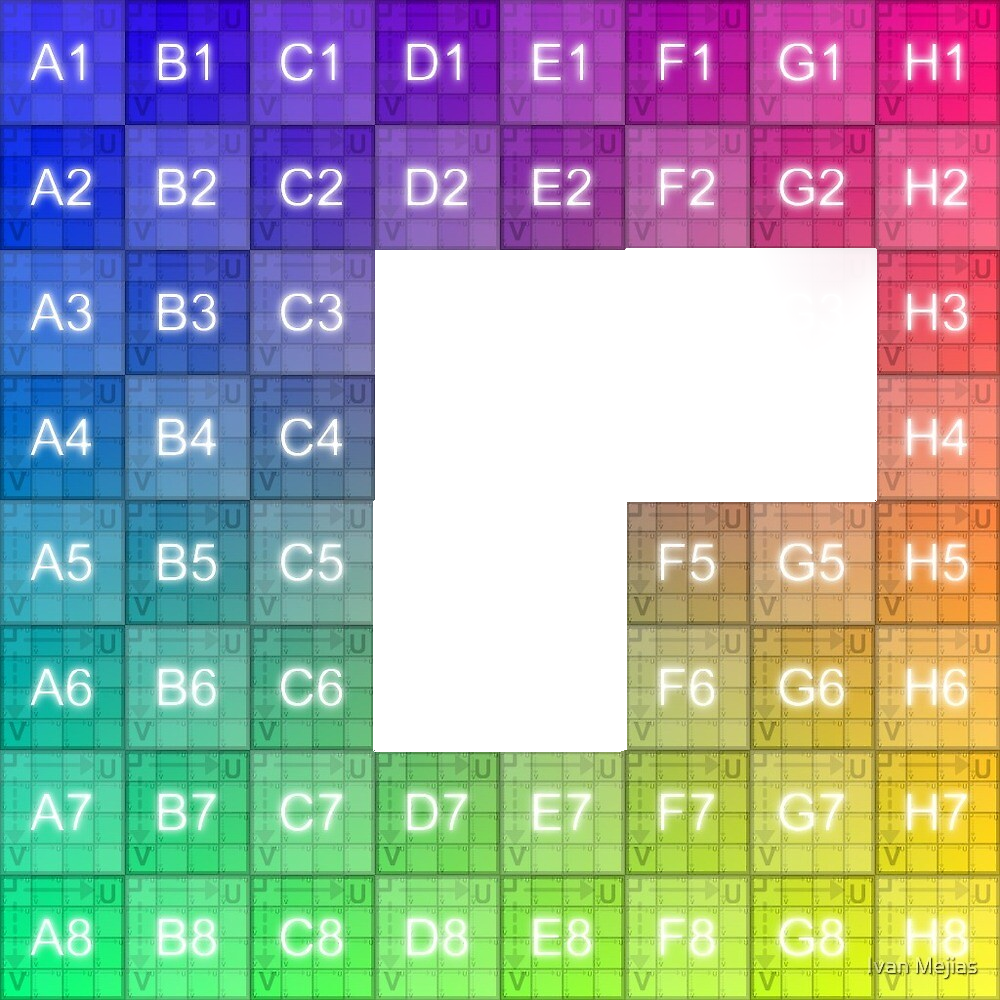 A1 B1 C1 D1 E1 F1 G1 H1
A2 B2 C2 D2 E2 F2 G2 H2
A3 B3 C3 H3
A4 B4 C4 H4
A5 B5 C5 F5 G5 H5
A6 B6 C6 F6 G6 H6
A7 B7 C7 D7 E7 F7 G7 H7
A8 B8 C8 D8 E8 F8 G8 H8
Ivan Mejias